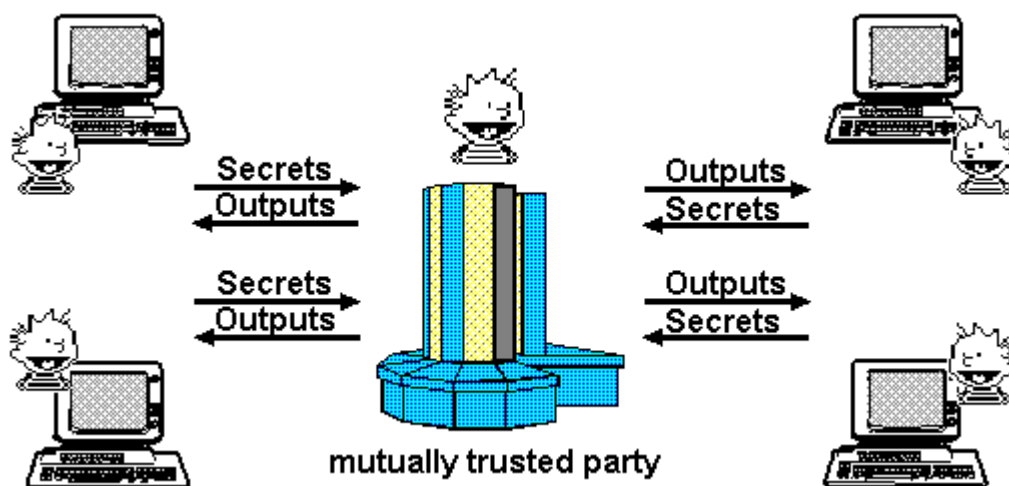 Secrets
Outputs
Outputs
Secrets
Secrets
Outputs
Outputs
Secrets
mutually trusted party